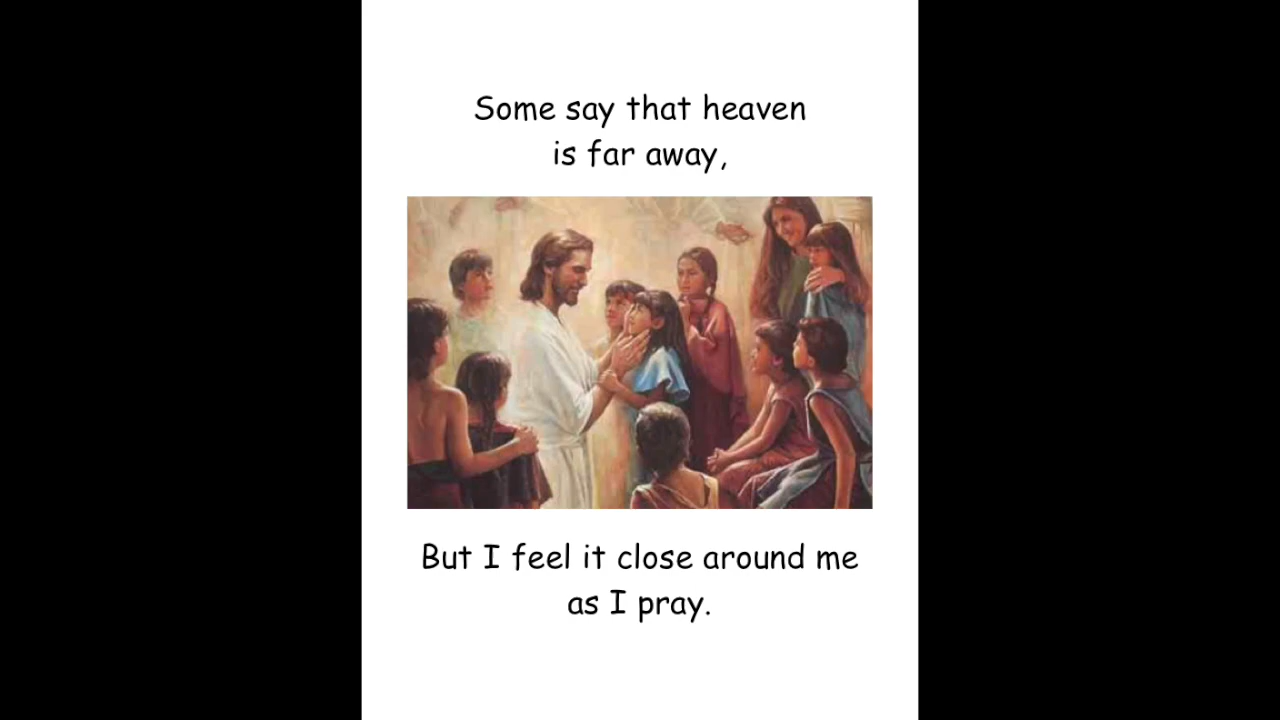 Some say that heaven
is far away,
But I feel it close around me
as I pray.